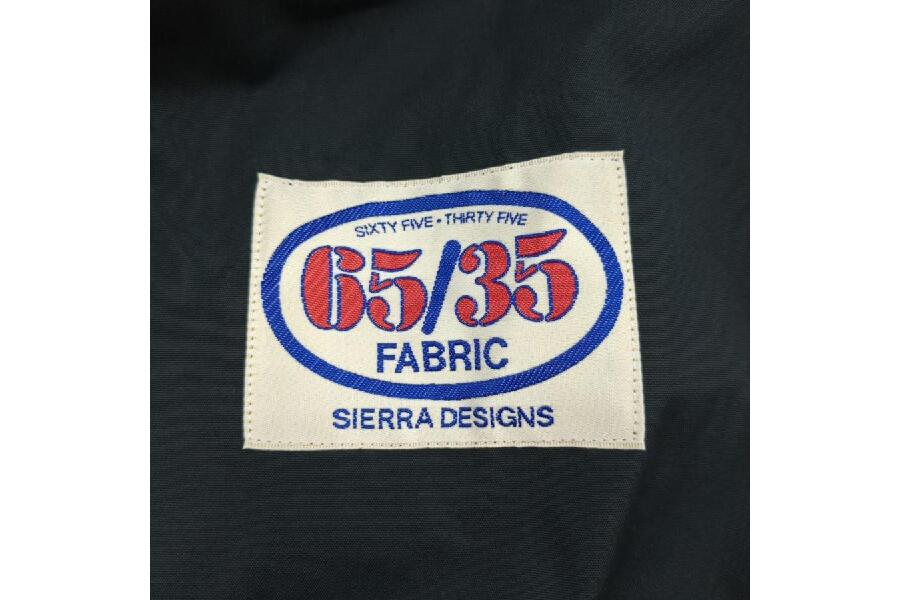 SIXTY FIVE • THIRTY FIVE
65/35
FABRIC
SIERRA DESIGNS